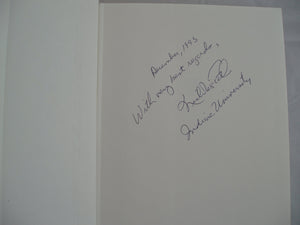 December, 1993
With my best regards,
Indiana University